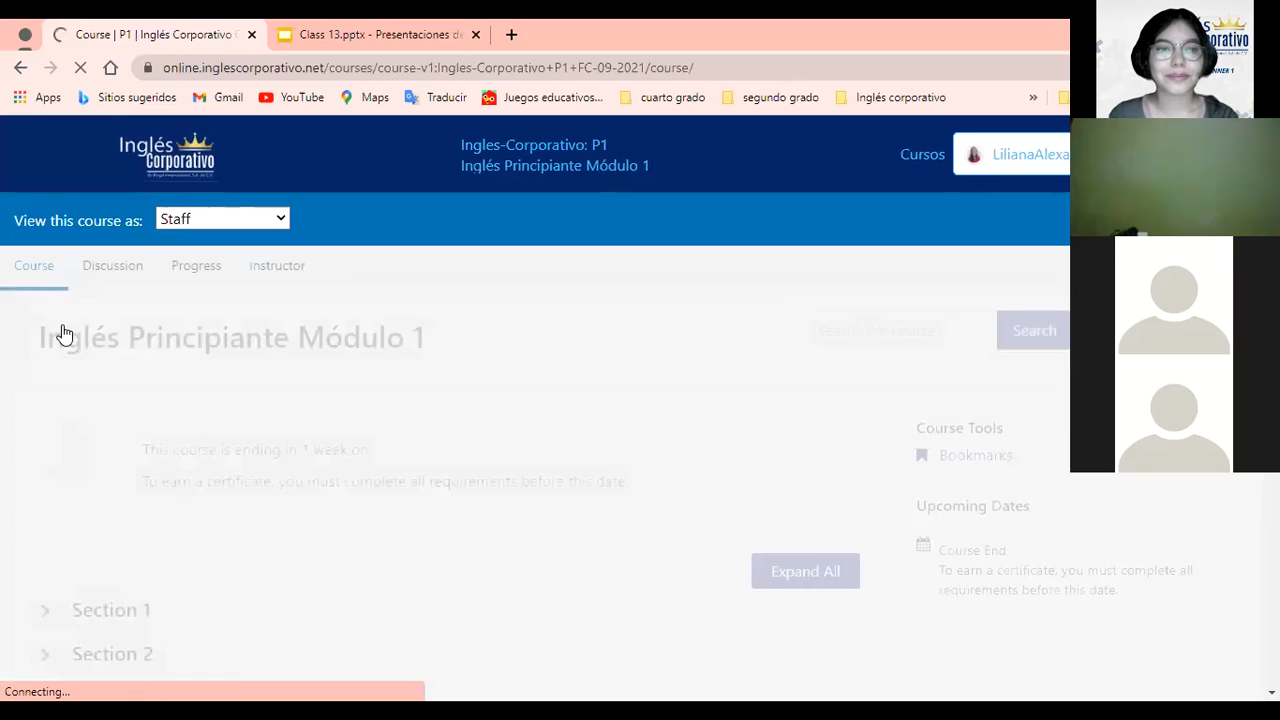 Course | P1 | Inglés Corporativo
Class 13.pptx - Presentaciones de
online.inglescorporativo.net/courses/course-v1:Ingles-Corporativo+P1+FC-09-2021/course/
Apps
Sitios sugeridos
Gmail
YouTube
Maps
Traducir
Juegos educativos...
cuarto grado
segundo grado
Inglés corporativo
Inglés
Corporativo
Ingles-Corporativo: P1
Inglés Principiante Módulo 1
Cursos
LilianaAlexa
View this course as:
Staff
Course
Discussion
Progress
Instructor
Inglés Principiante Módulo 1
Search the course
Search
This course is ending in 1 week on
To earn a certificate, you must complete all requirements before this date.
Course Tools
Bookmarks
Upcoming Dates
Course End
To earn a certificate, you must complete all
requirements before this date.
Expand All
Section 1
Section 2
Connecting...